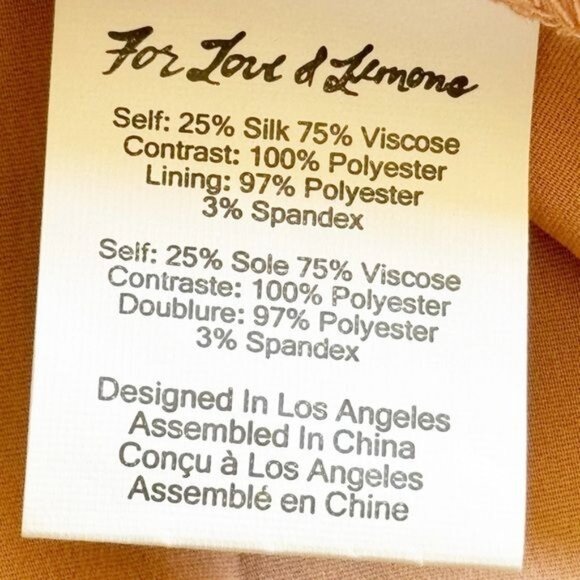 For Love & Lemons
Self: 25% Silk 75% Viscose
Contrast: 100% Polyester
Lining: 97% Polyester
3% Spandex
Self: 25% Sole 75% Viscose
Contraste: 100% Polyester
Doublure: 97% Polyester
3% Spandex
Designed In Los Angeles
Assembled In China
Conçu à Los Angeles
Assemblé en Chine